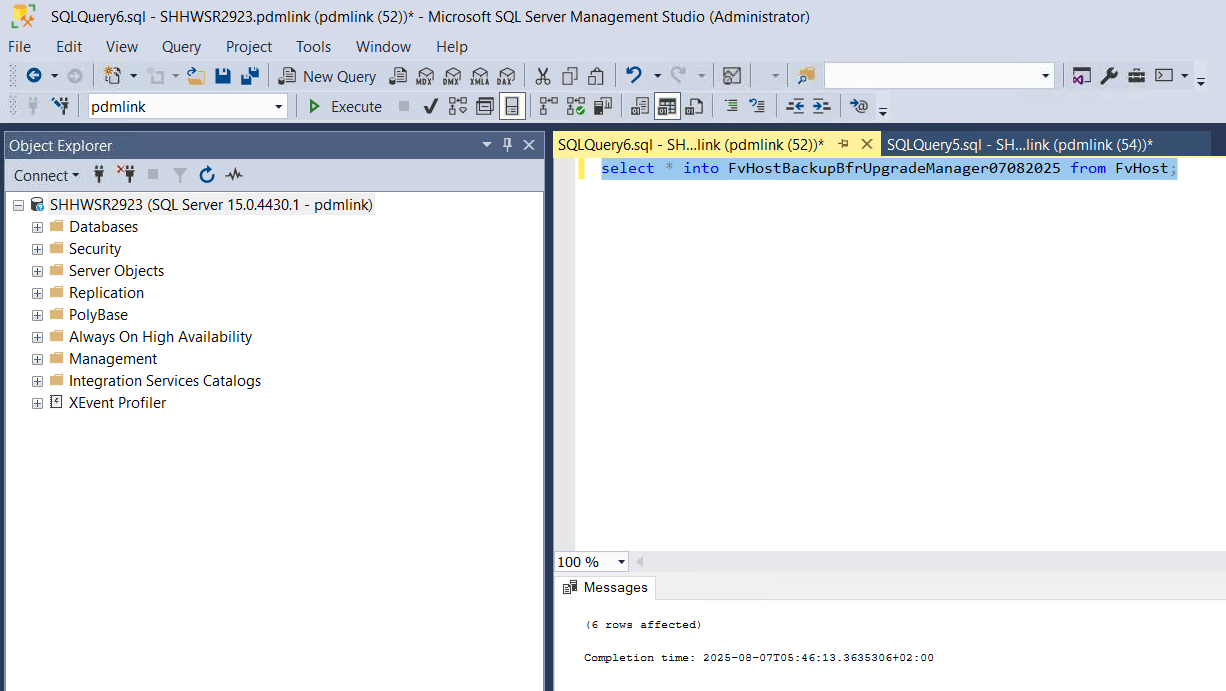 SQLQuery6.sql - SHHWSR2923.pdmlink (pdmlink (52))* - Microsoft SQL Server Management Studio (Administrator)
File Edit View Query Project Tools Window Help
New Query MDX DMX XMLA DAX
pdmlink Execute
Object Explorer
Connect
SHHWSR2923 (SQL Server 15.0.4430.1 - pdmlink)
Databases
Security
Server Objects
Replication
PolyBase
Always On High Availability
Management
Integration Services Catalogs
XEvent Profiler
SQLQuery6.sql - SH...link (pdmlink (52))* SQLQuery5.sql - SH...link (pdmlink (54))*
select * into FvHostBackupBfrUpgradeManager07082025 from FvHost;
100 %
Messages
(6 rows affected)
Completion time: 2025-08-07T05:46:13.3635306+02:00